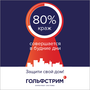 80%
краж
совершается
в будние дни
Защити свой дом!
ГОЛЬФСТРИМ